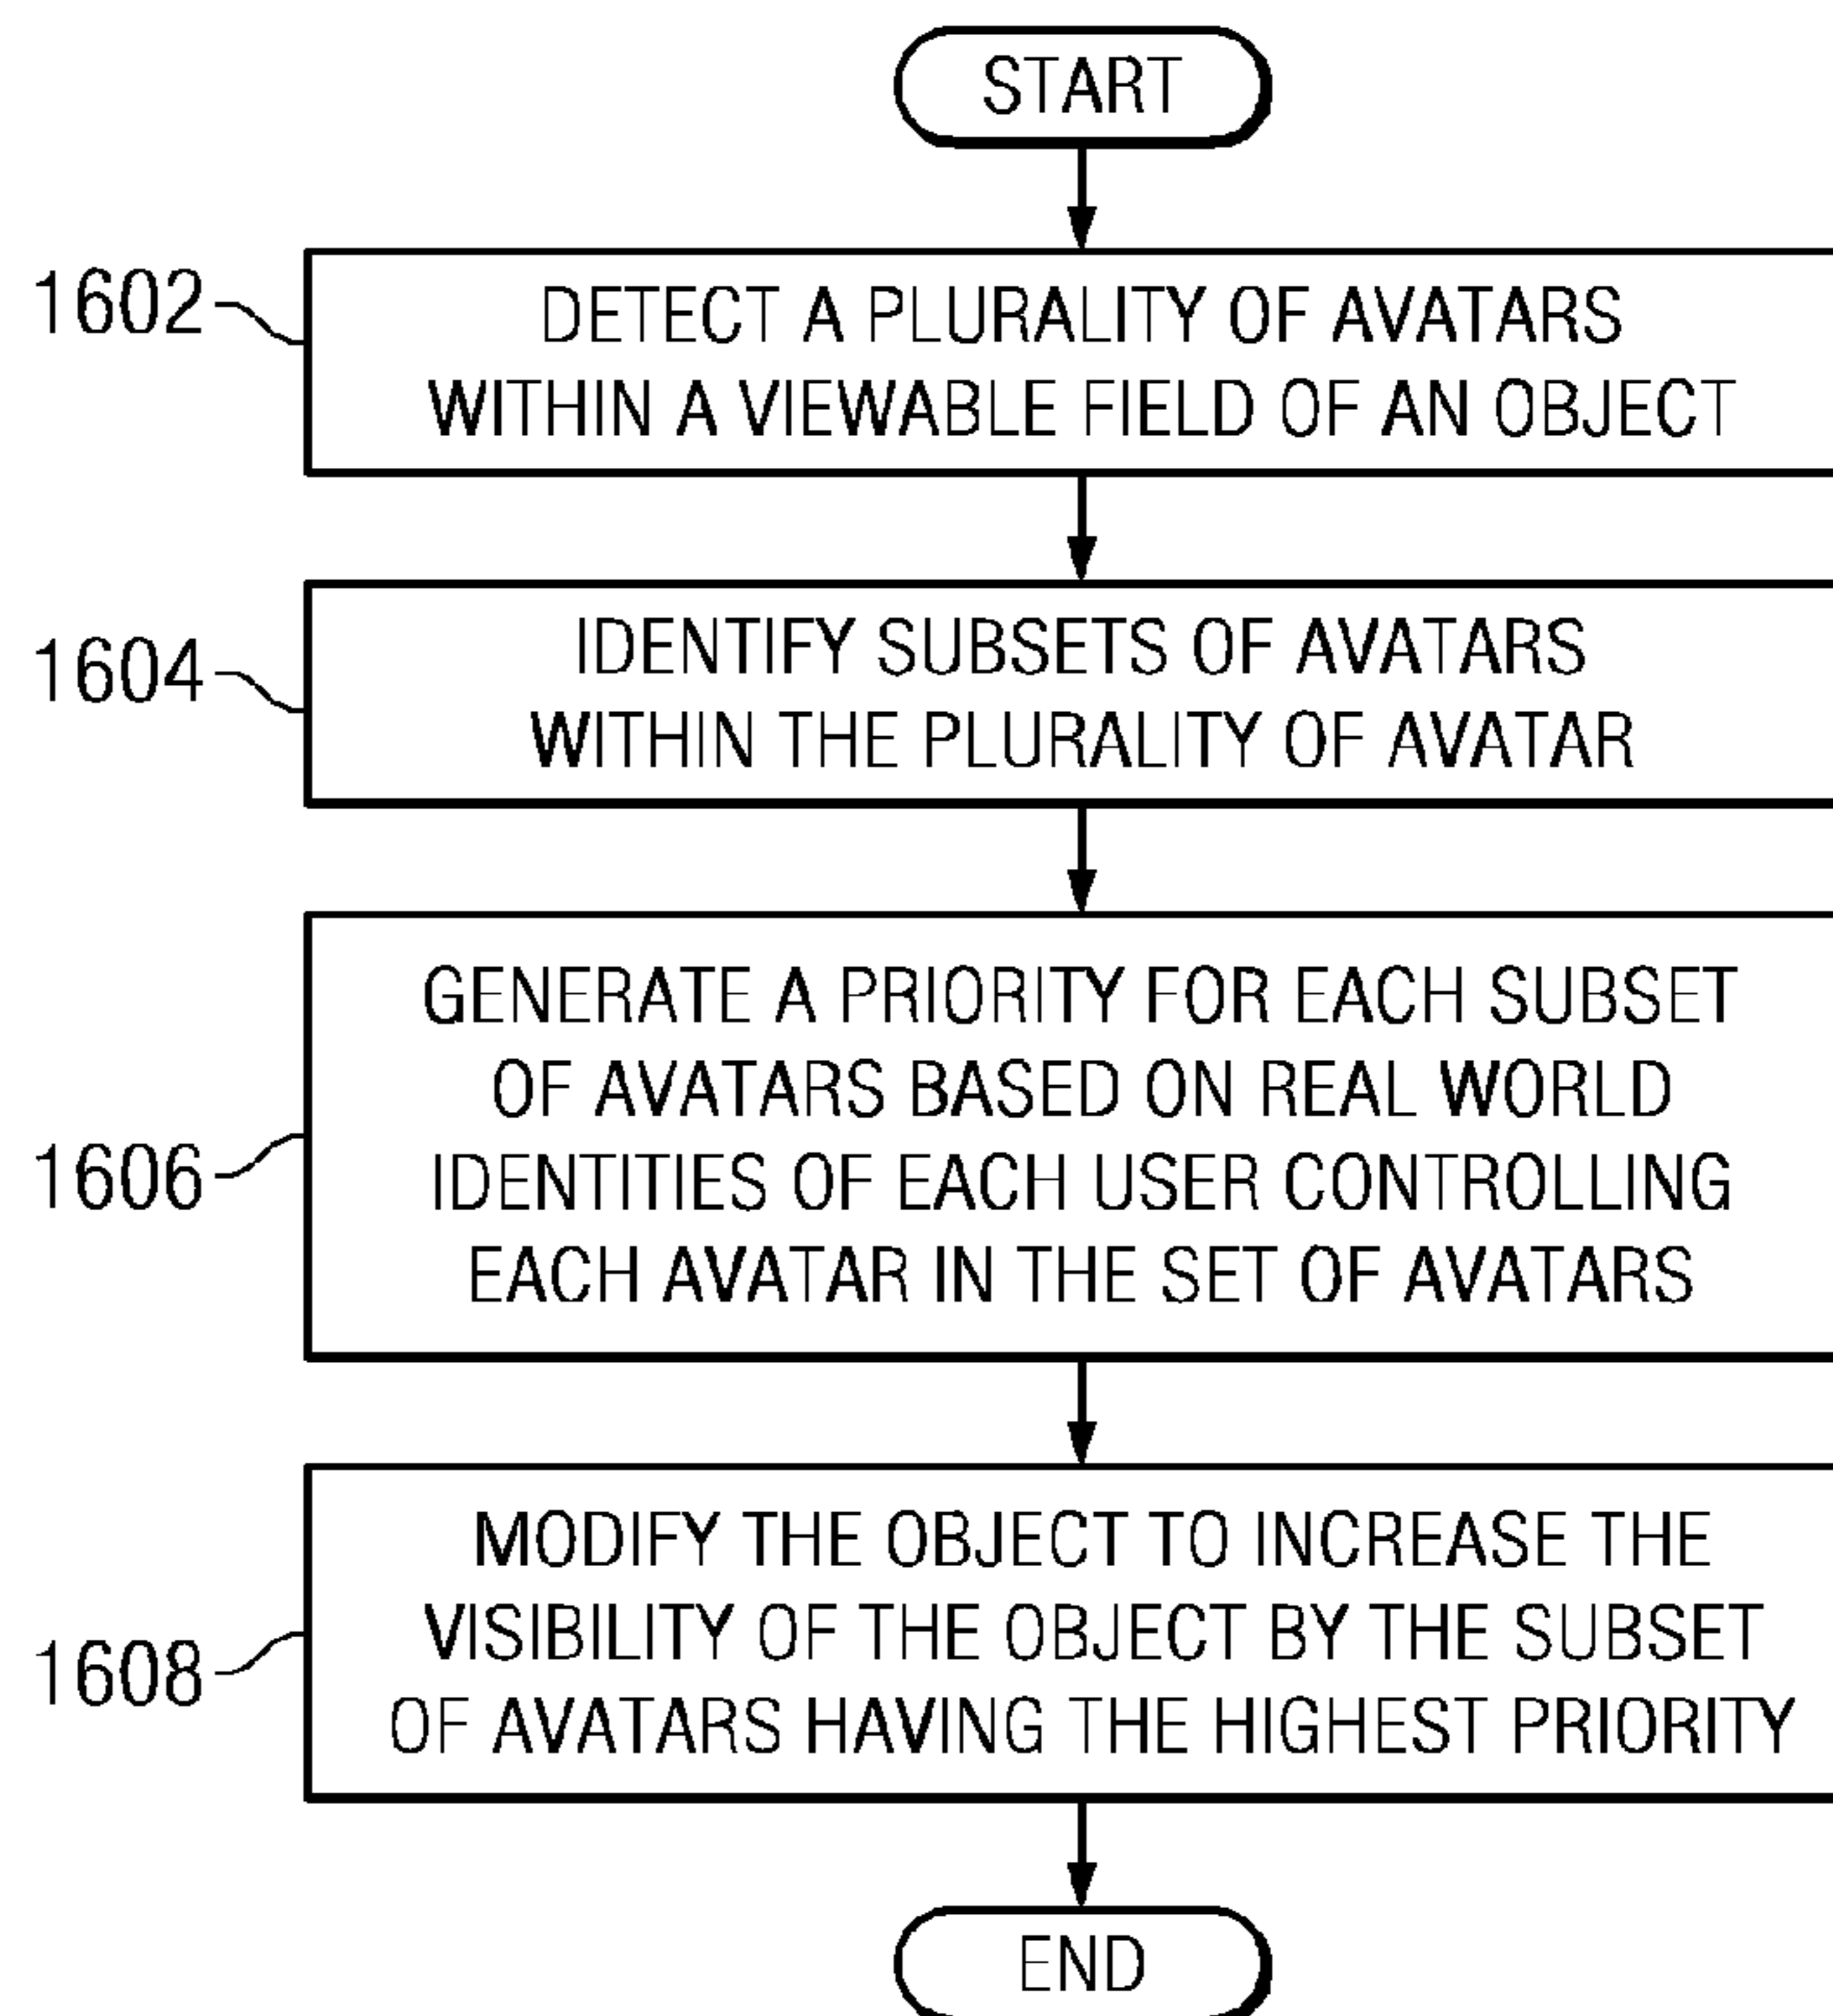 START
1602
DETECT A PLURALITY OF AVATARS
WITHIN A VIEWABLE FIELD OF AN OBJECT
1604
IDENTIFY SUBSETS OF AVATARS
WITHIN THE PLURALITY OF AVATAR
1606
GENERATE A PRIORITY FOR EACH SUBSET
OF AVATARS BASED ON REAL WORLD
IDENTITIES OF EACH USER CONTROLLING
EACH AVATAR IN THE SET OF AVATARS
1608
MODIFY THE OBJECT TO INCREASE THE
VISIBILITY OF THE OBJECT BY THE SUBSET
OF AVATARS HAVING THE HIGHEST PRIORITY
END